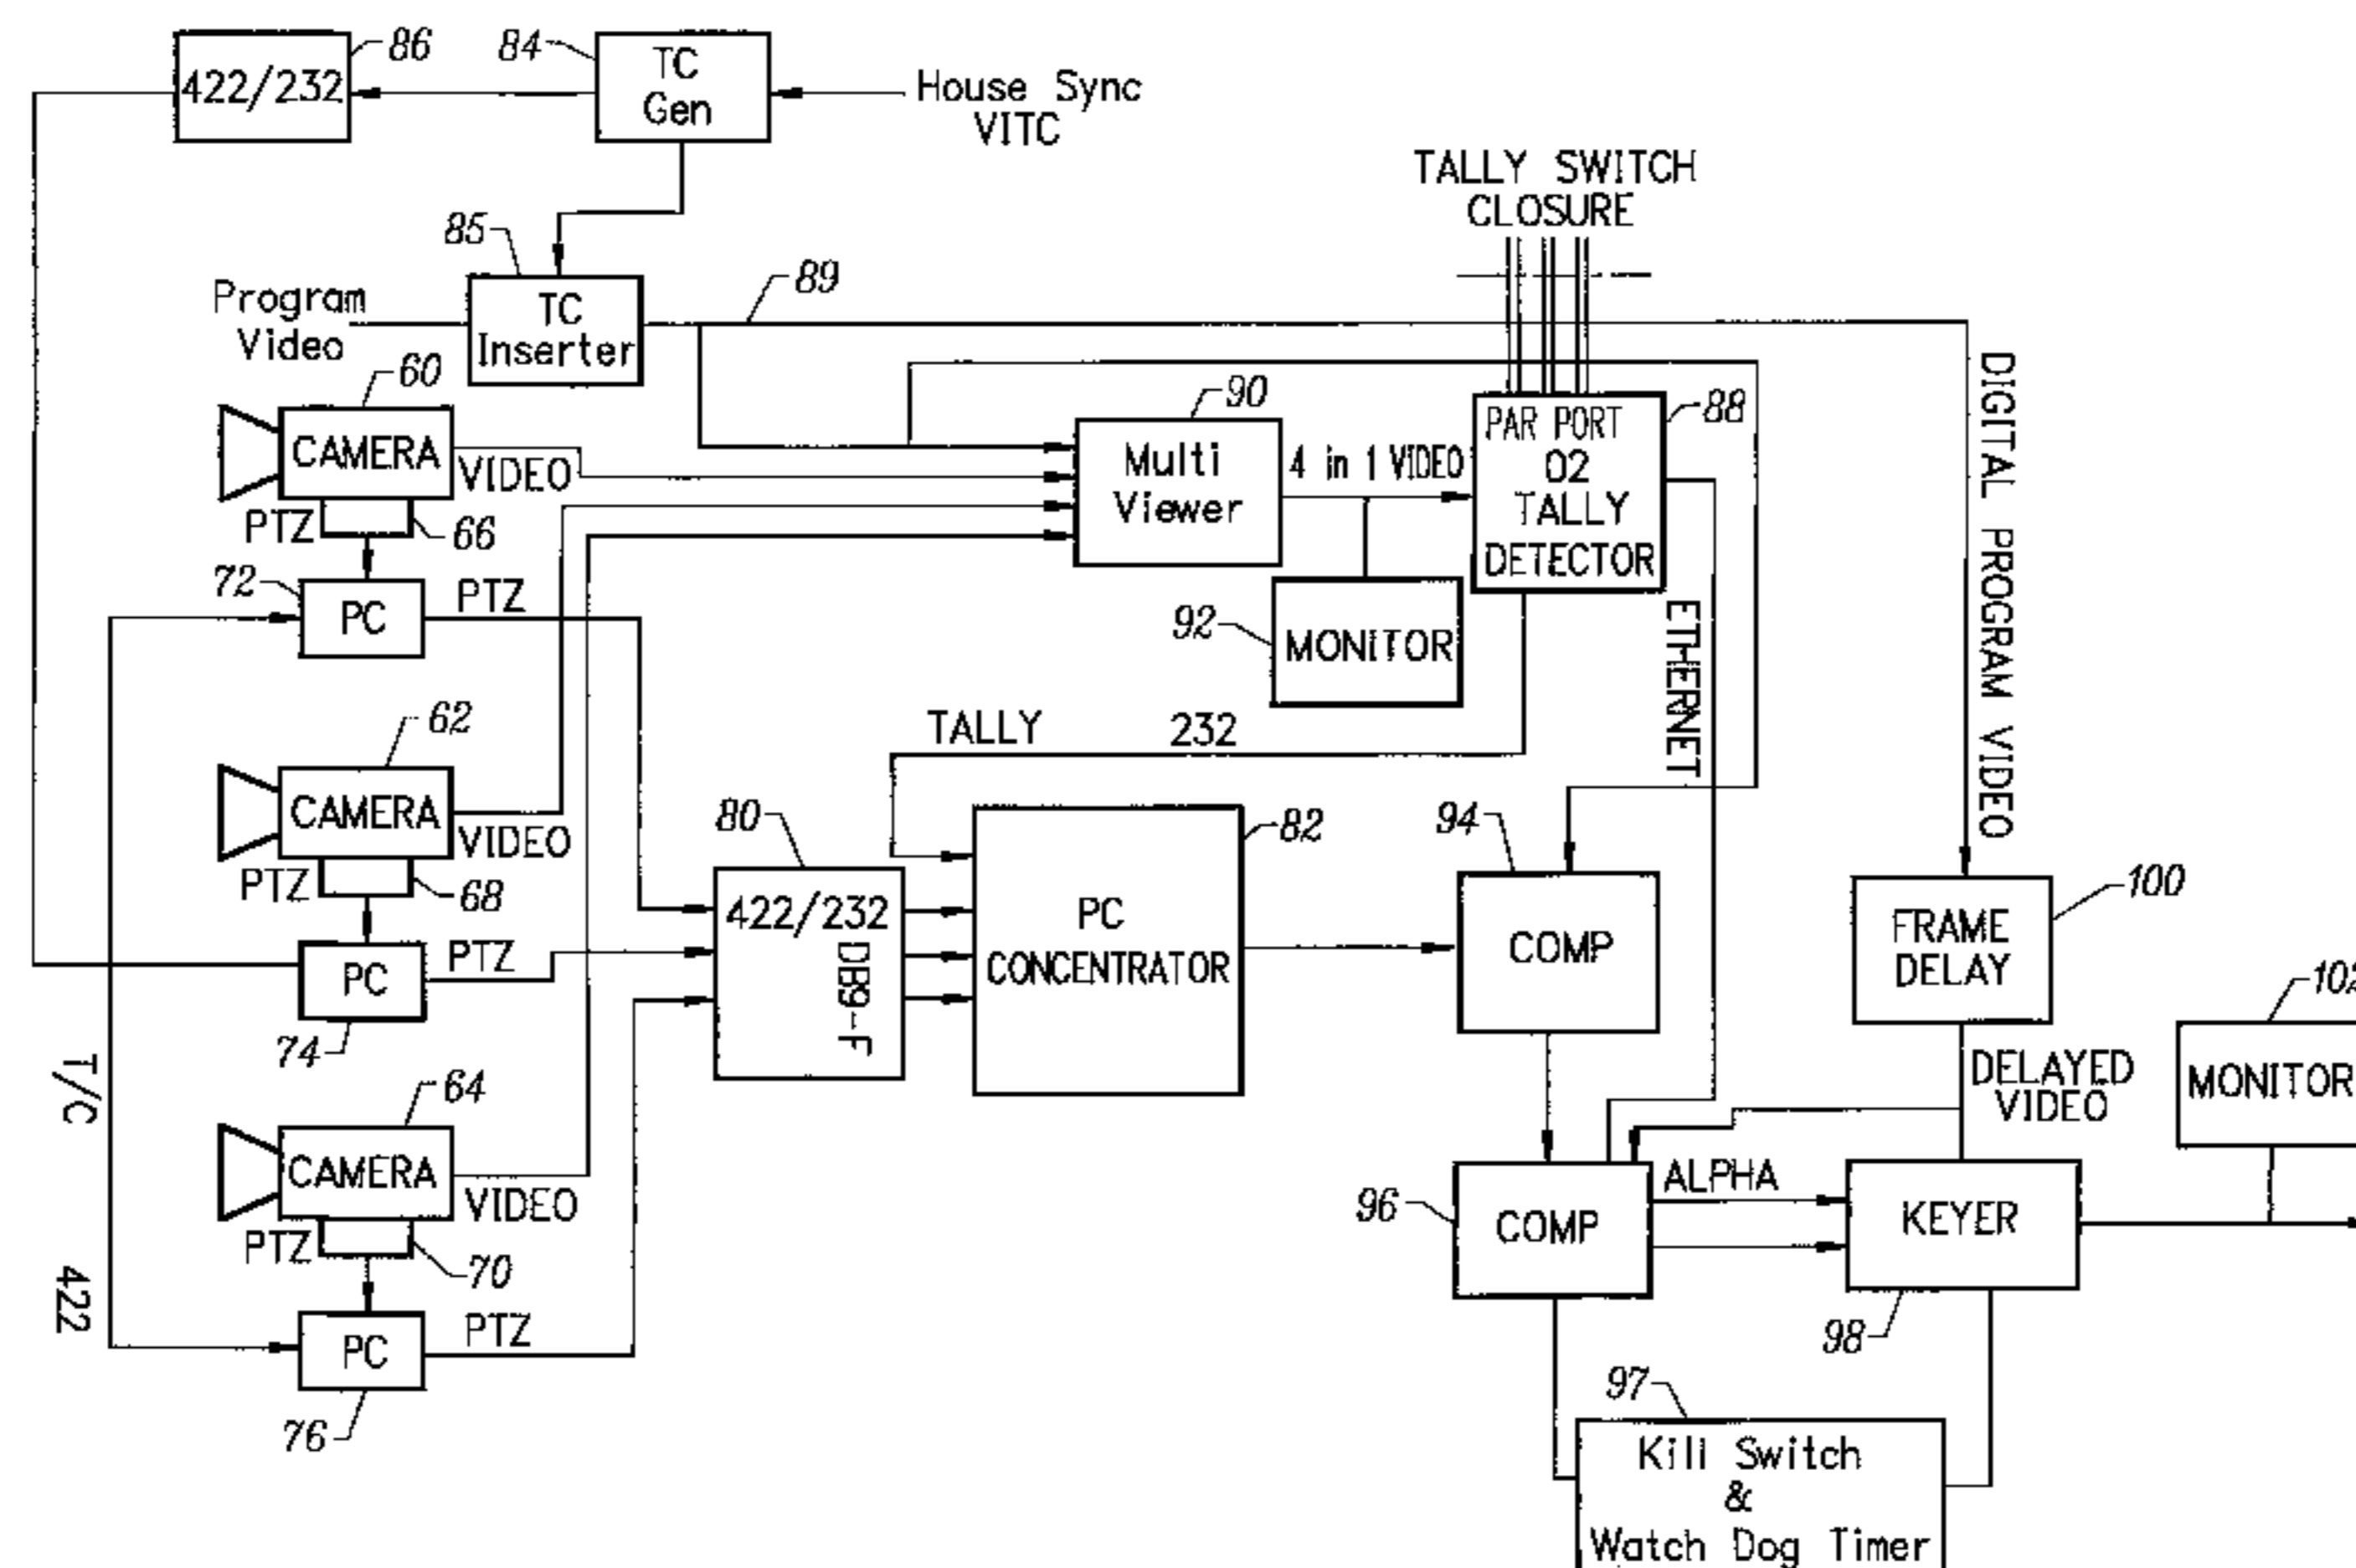 86
422/232
84
TC
Gen
House Sync
VITC
TALLY SWITCH
CLOSURE
85
Program
Video
TC
Inserter
89
60
CAMERA
VIDEO
PTZ
66
72
PC
PTZ
90
Multi
Viewer
4 in 1 VIDEO
PAR PORT
O2
TALLY
DETECTOR
88
92
MONITOR
ETHERNET
DIGITAL PROGRAM VIDEO
62
CAMERA
VIDEO
PTZ
68
74
PC
PTZ
TALLY 232
80
422/232
DB9-F
82
PC
CONCENTRATOR
94
COMP
100
FRAME
DELAY
DELAYED
VIDEO
102
MONITOR
T/C
422
64
CAMERA
VIDEO
PTZ
70
PC
PTZ
76
96
COMP
ALPHA
KEYER
98
97
Kill Switch
&
Watch Dog Timer